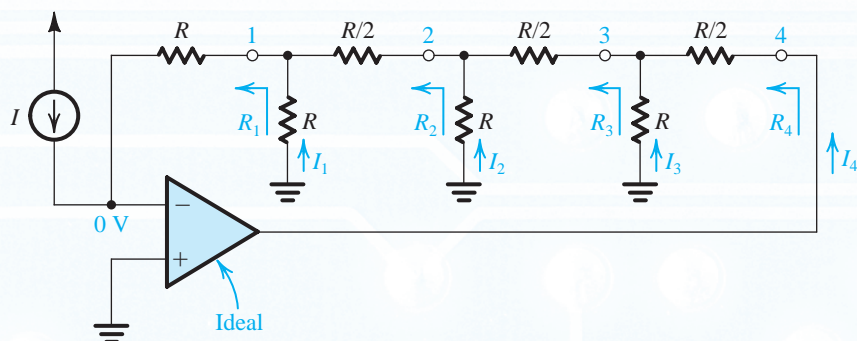 R 1 R/2 2 R/2 3 R/2 4
I R₁ R R₂ R R₃ R R₄
I₁ I₂ I₃ I₄
0 V −
+
Ideal